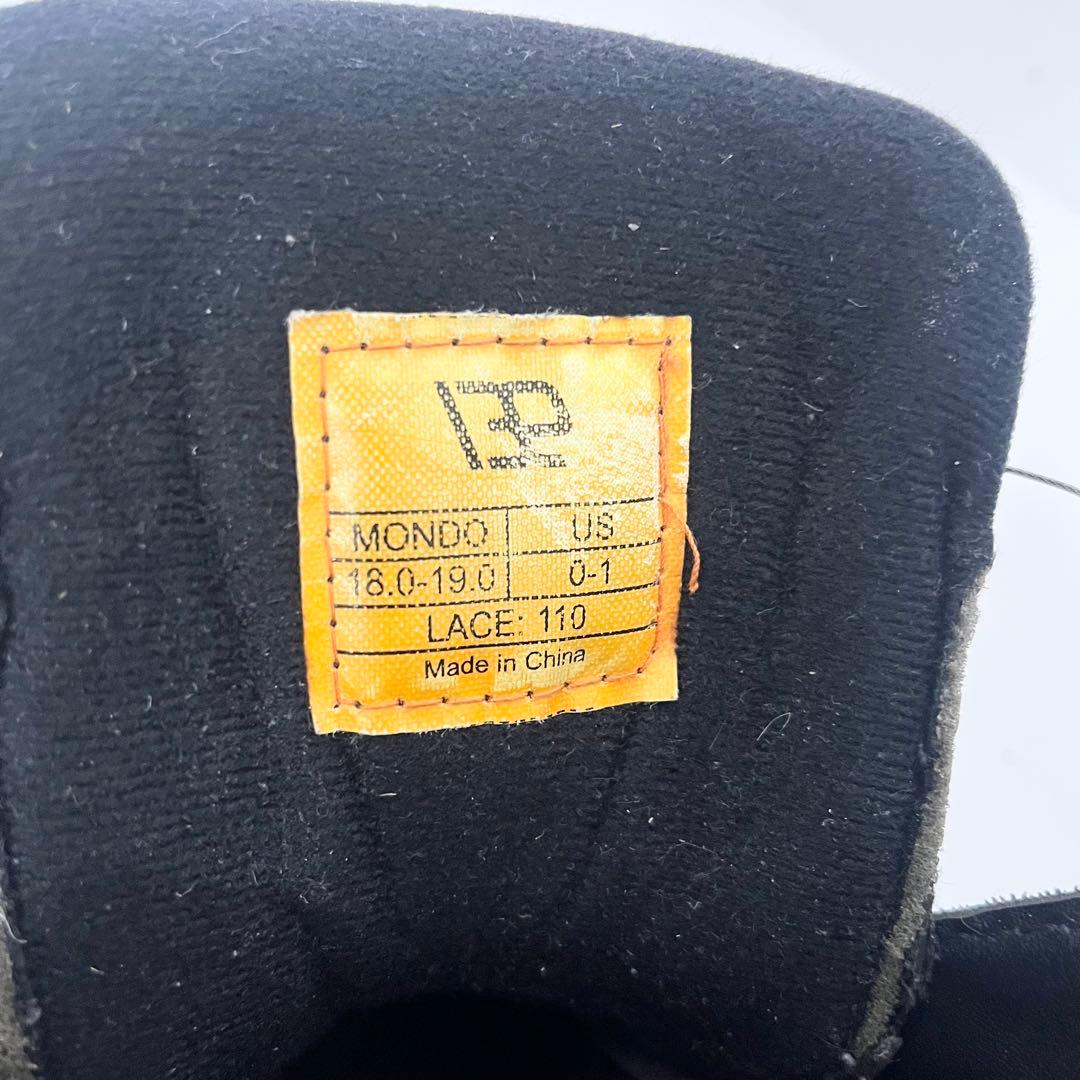 MONDO US
18.0-19.0 0-1
LACE: 110
Made in China